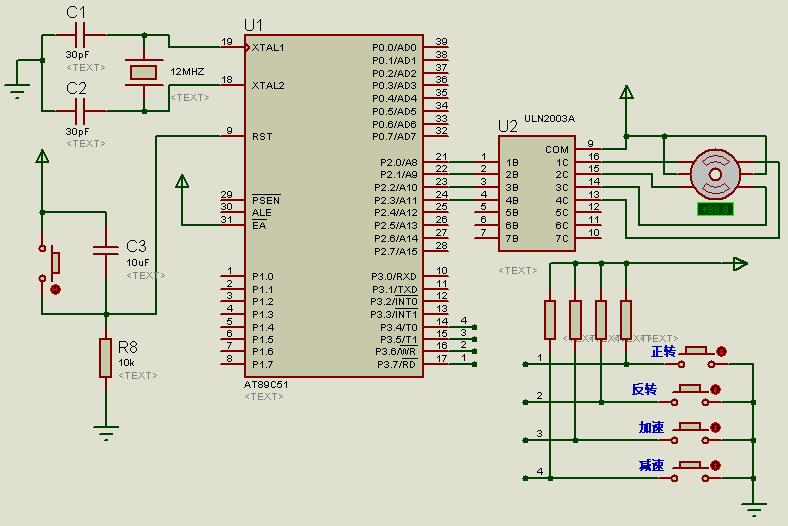 C1
30pF
<TEXT>
C2
30pF
<TEXT>
12MHZ
<TEXT>
C3
10uF
<TEXT>
R8
10k
<TEXT>
U1
19 XTAL1
18 XTAL2
9 RST
29 PSEN
30 ALE
31 EA
1 P1.0
2 P1.1
3 P1.2
4 P1.3
5 P1.4
6 P1.5
7 P1.6
8 P1.7
P0.0/AD0 39
P0.1/AD1 38
P0.2/AD2 37
P0.3/AD3 36
P0.4/AD4 35
P0.5/AD5 34
P0.6/AD6 33
P0.7/AD7 32
P2.0/A8 21
P2.1/A9 22
P2.2/A10 23
P2.3/A11 24
P2.4/A12 25
P2.5/A13 26
P2.6/A14 27
P2.7/A15 28
P3.0/RXD 10
P3.1/TXD 11
P3.2/INT0 12
P3.3/INT1 13
P3.4/T0 14 4
P3.5/T1 15 3
P3.6/WR 16 2
P3.7/RD 17 1
AT89C51
<TEXT>
U2
ULN2003A
COM 9
1 1B 1C 16
2 2B 2C 15
3 3B 3C 14
4 4B 4C 13
5 5B 5C 12
6 6B 6C 11
7 7B 7C 10
<TEXT>
1 正转
2 反转
3 加速
4 减速